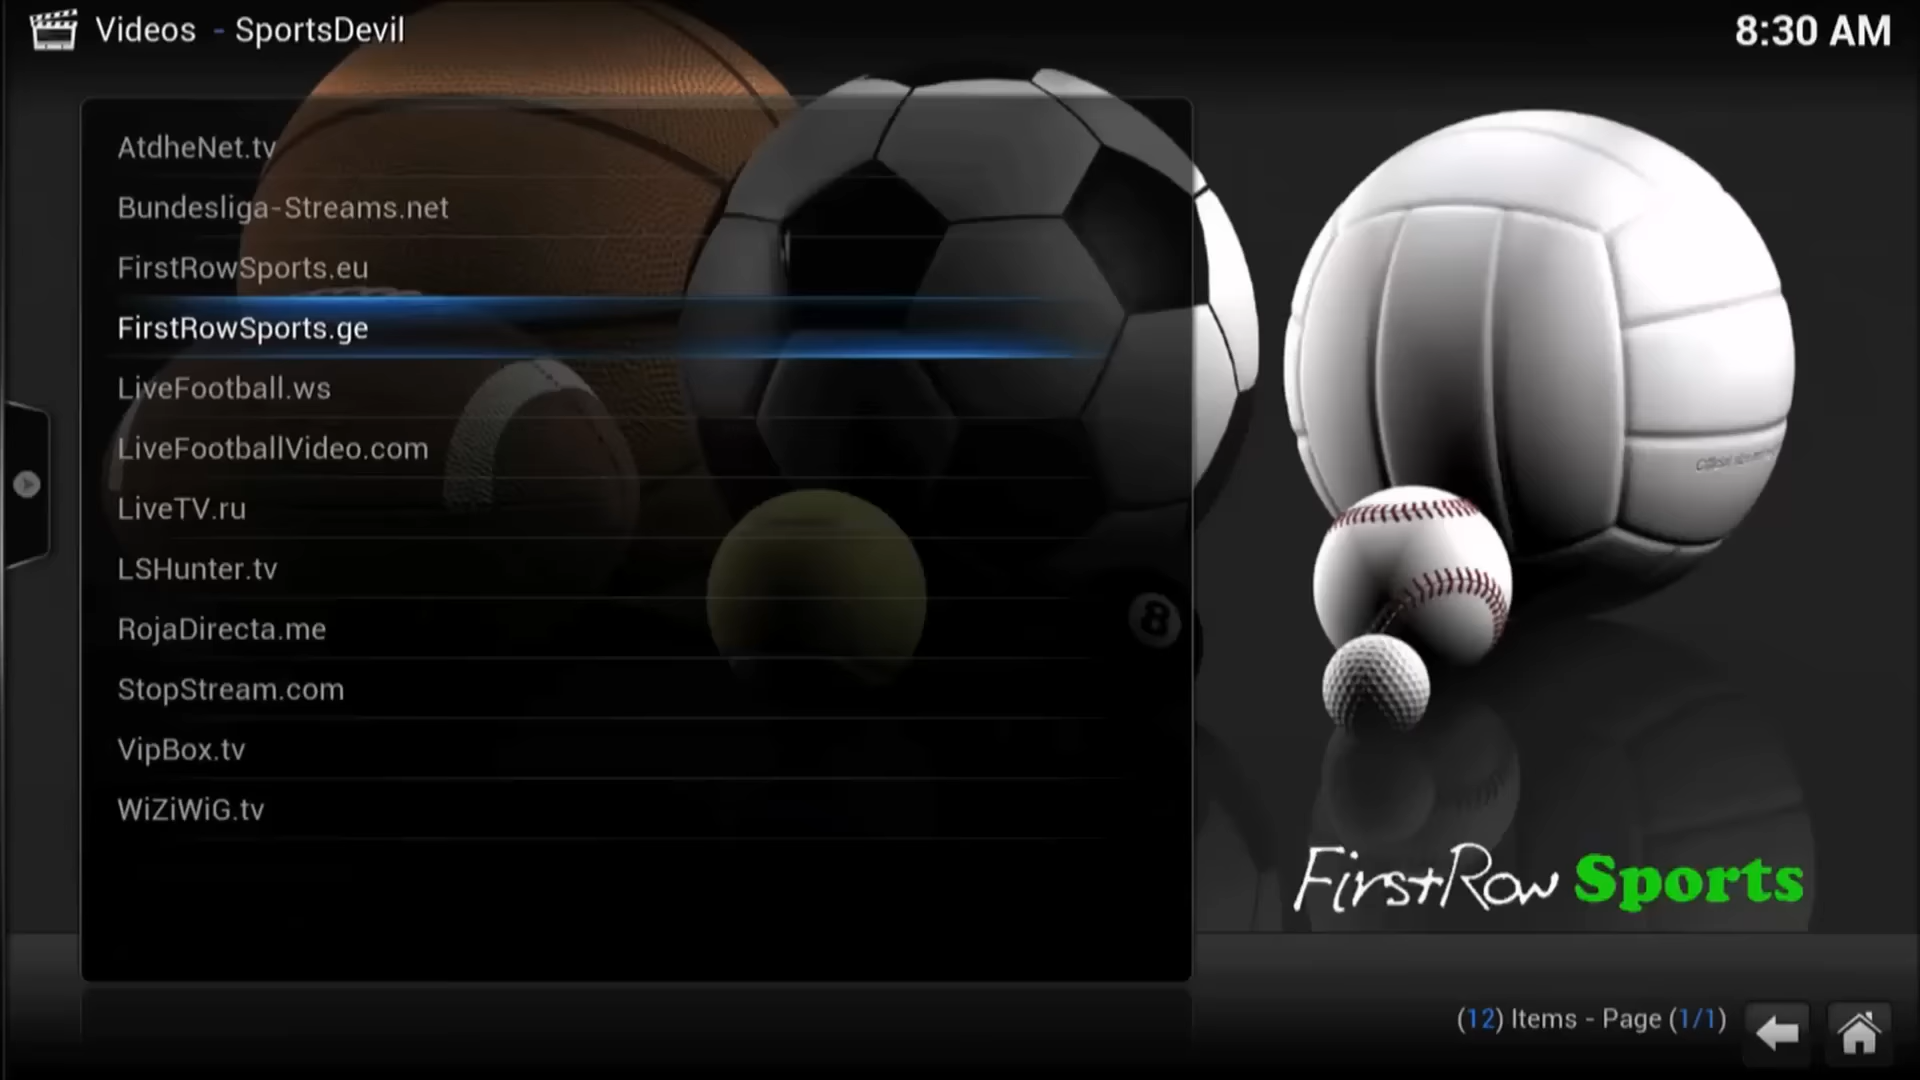 Videos - SportsDevil
8:30 AM
AtdheNet.tv
Bundesliga-Streams.net
FirstRowSports.eu
FirstRowSports.ge
LiveFootball.ws
LiveFootballVideo.com
LiveTV.ru
LSHunter.tv
RojaDirecta.me
StopStream.com
VipBox.tv
WiZiWiG.tv
8
FirstRow Sports
(12) Items - Page (1/1)